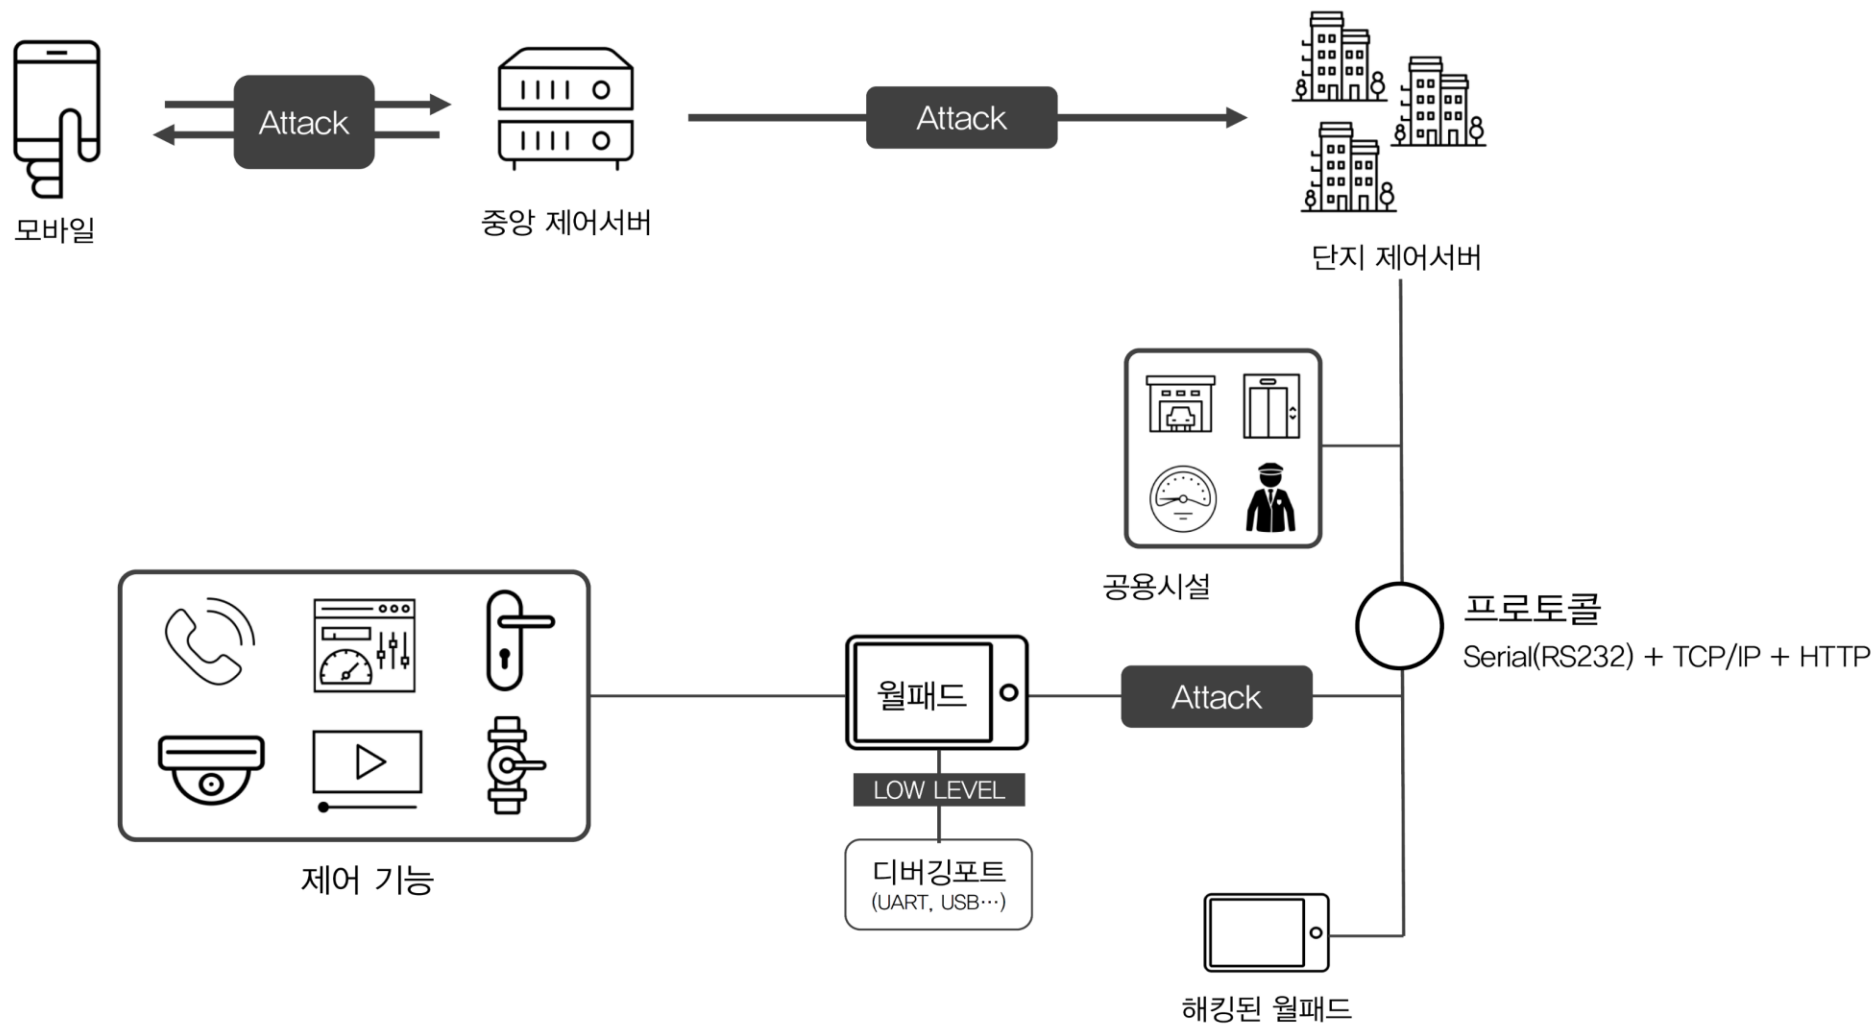 Attack
Attack
모바일
중앙 제어서버
단지 제어서버
공용시설
프로토콜
Serial(RS232) + TCP/IP + HTTP
월패드
Attack
LOW LEVEL
디버깅포트
(UART, USB…)
제어 기능
해킹된 월패드